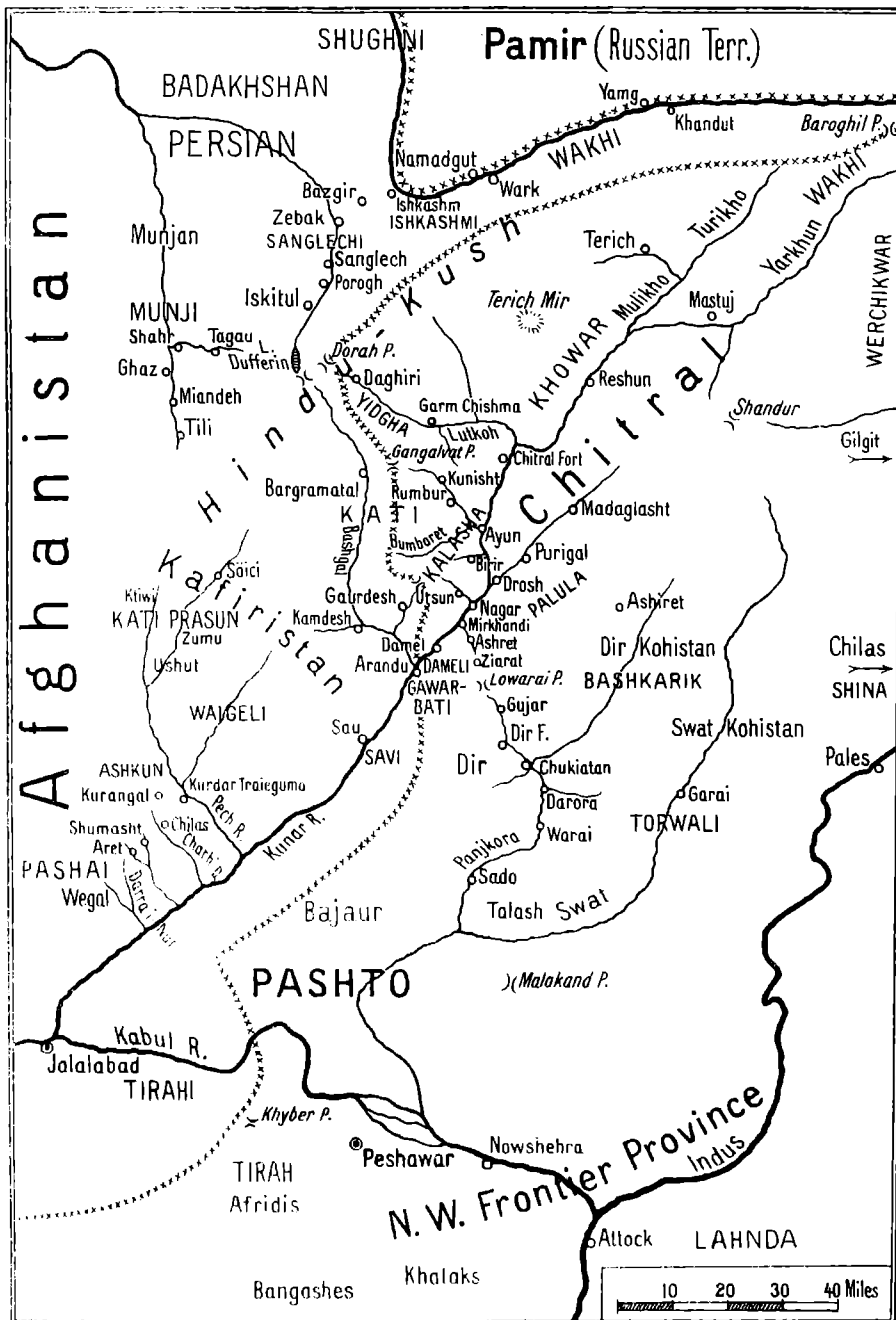 SHUGHNI
Pamir (Russian Terr.)
BADAKHSHAN
Yamg
Khandut
Baroghil P.
PERSIAN
Namadgut
WAKHI
Wark
Bazgir
Ishkashm
ISHKASHMI
WAKHI
Zebak
SANGLECHI
Munjan
Sanglech
Porogh
Terich
Turikho
Yarkhun
Iskitul
Terich Mir
Mulikho
Mastuj
WERCHIKWAR
MUNJI
Shahr
Tagau
L.
Dufferin
Dorah P.
Ghaz
Daghiri
KHOWAR
Reshun
Miandeh
YIDGHA
Garm Chishma
Shandur
Tili
Lutkoh
Hindu-Kush
Chitral
Gangalvat P.
Chitral Fort
Gilgit
Bargramatal
Kunisht
Rumbur
Madaglasht
KATI
Bashgal
Bumboret
Ayun
KALASHA
Birir
Purigal
Säici
Drosh
Ktiwi
Gaurdesh
Utsun
PALULA
KATI PRASUN
Kafiristan
Kamdesh
Nagar
Ashiret
Zumu
Mirkhandi
Damel
Ashret
Dir Kohistan
Ushut
Arandu
DAMELI
Ziarat
Chilas
GAWAR-
BATI
Lowarai P.
BASHKARIK
SHINA
WAIGELI
Gujar
Swat Kohistan
Sau
Dir F.
SAVI
Dir
Pales
ASHKUN
Chukiatan
Kurangal
Kurdar Traieguma
Garai
Pech R.
Darora
Kunar R.
Shumasht
Chilas
TORWALI
Aret
Warai
Panjkora
PASHAI
Sado
Wegal
Darra i Nur
Bajaur
Talash
Swat
Afghanistan
PASHTO
Malakand P.
Kabul R.
Jalalabad
TIRAHI
Khyber P.
Peshawar
Nowshehra
N. W. Frontier Province
Indus
TIRAH
Afridis
Attock
LAHNDA
Bangashes
Khalaks
10 20 30 40 Miles